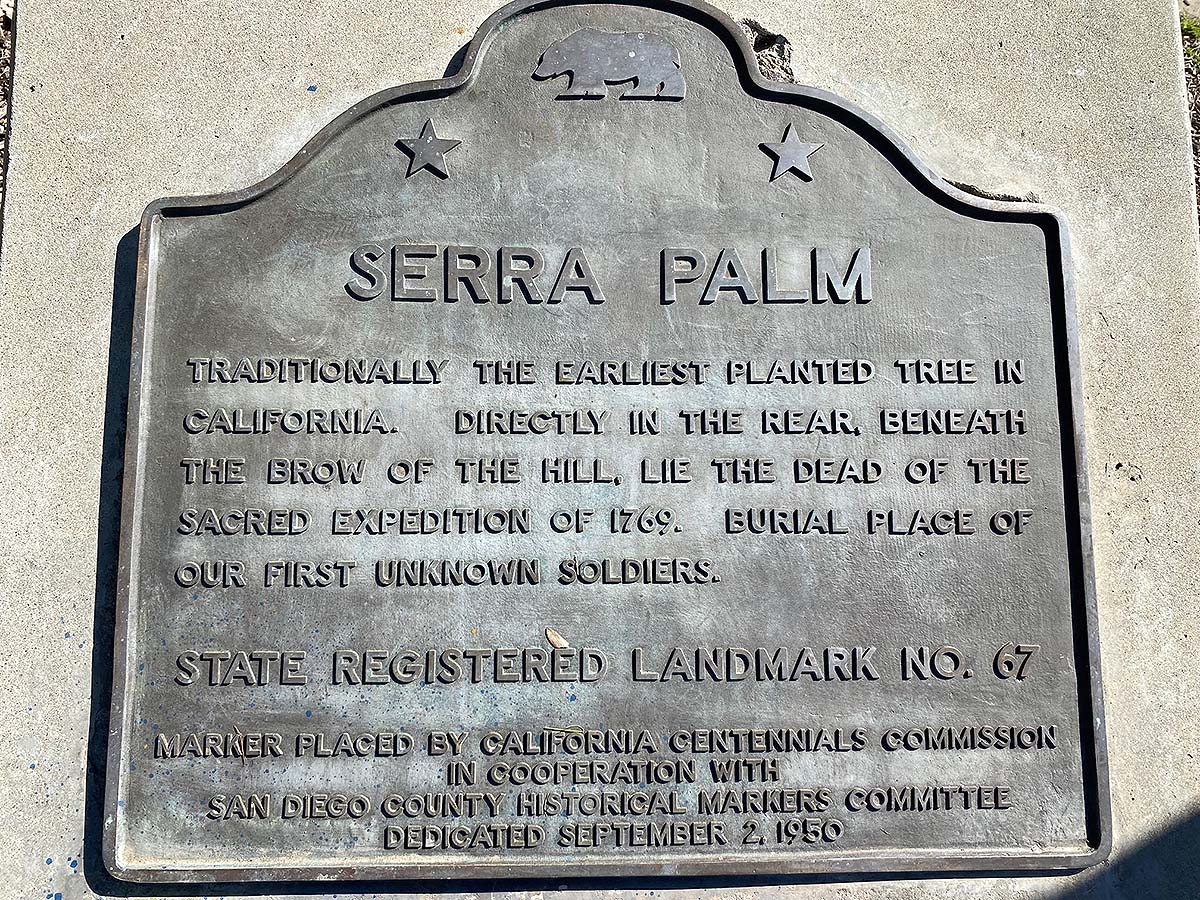 SERRA PALM
TRADITIONALLY THE EARLIEST PLANTED TREE IN
CALIFORNIA. DIRECTLY IN THE REAR, BENEATH
THE BROW OF THE HILL, LIE THE DEAD OF THE
SACRED EXPEDITION OF 1769. BURIAL PLACE OF
OUR FIRST UNKNOWN SOLDIERS.
STATE REGISTERED LANDMARK NO. 67
MARKER PLACED BY CALIFORNIA CENTENNIALS COMMISSION
IN COOPERATION WITH
SAN DIEGO COUNTY HISTORICAL MARKERS COMMITTEE
DEDICATED SEPTEMBER 2, 1950